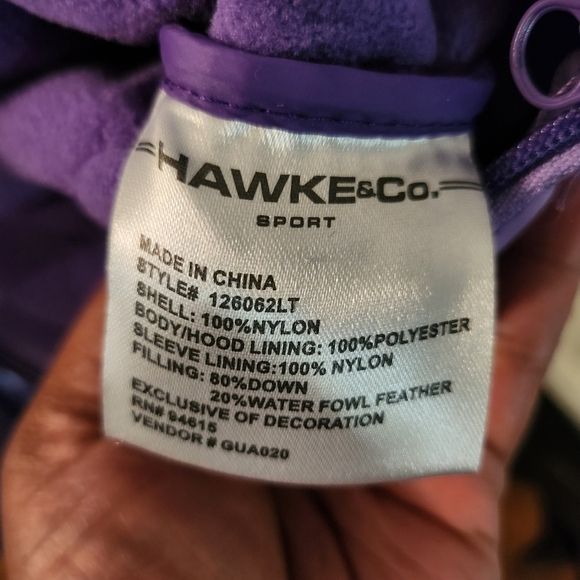 HAWKE&Co.
SPORT
MADE IN CHINA
STYLE# 126062LT
SHELL: 100%NYLON
BODY/HOOD LINING: 100%POLYESTER
SLEEVE LINING:100% NYLON
FILLING: 80%DOWN
20%WATER FOWL FEATHER
EXCLUSIVE OF DECORATION
RN# 94615
VENDOR # GUA020